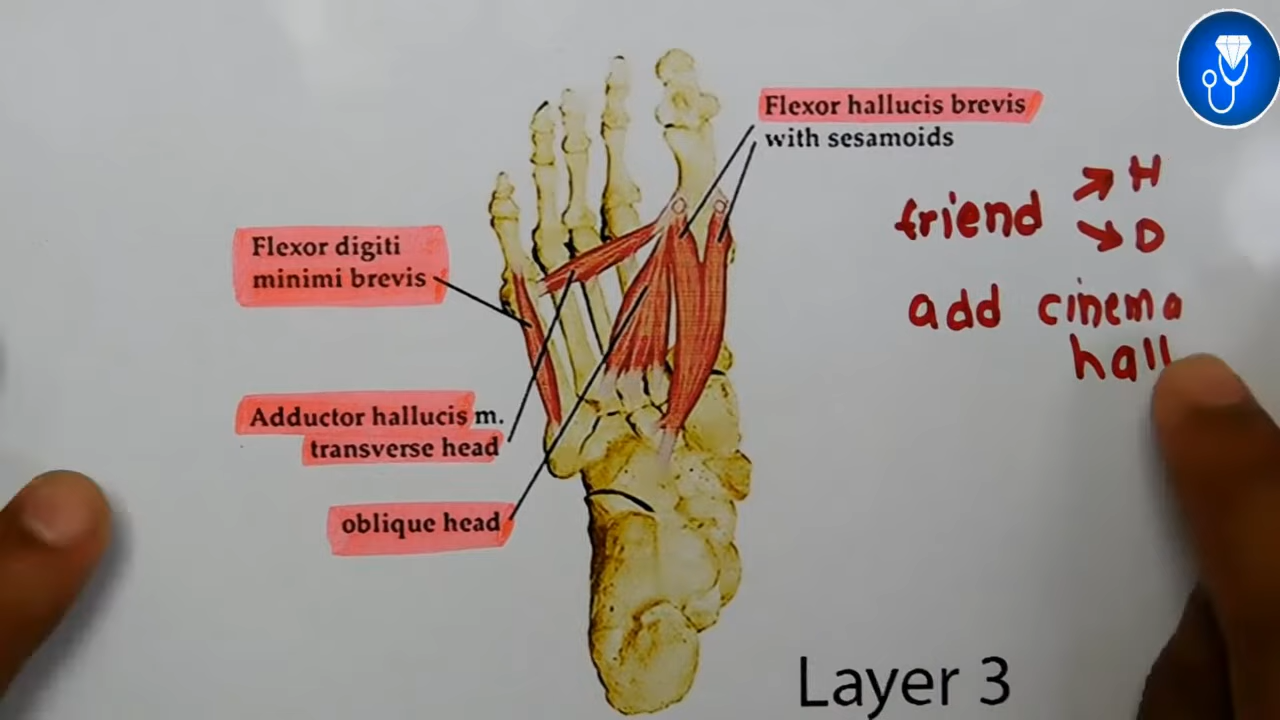 Flexor hallucis brevis
with sesamoids
friend → H
→ D
add cinema
hall
Flexor digiti
minimi brevis
Adductor hallucis m.
transverse head
oblique head
Layer 3